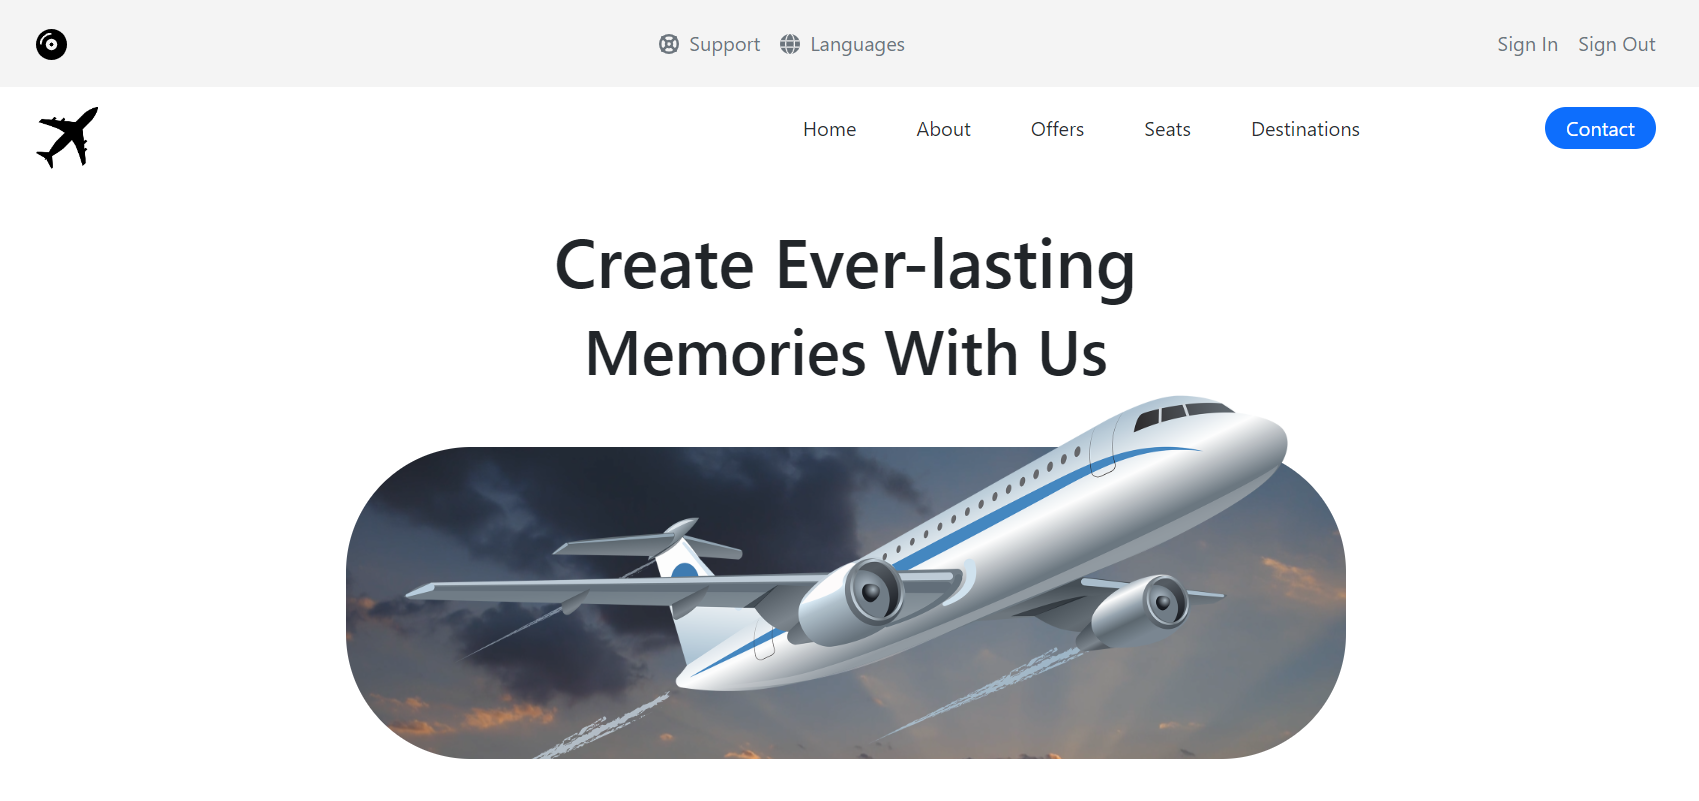 Support Languages Sign In Sign Out
Home About Offers Seats Destinations Contact
Create Ever-lasting
Memories With Us